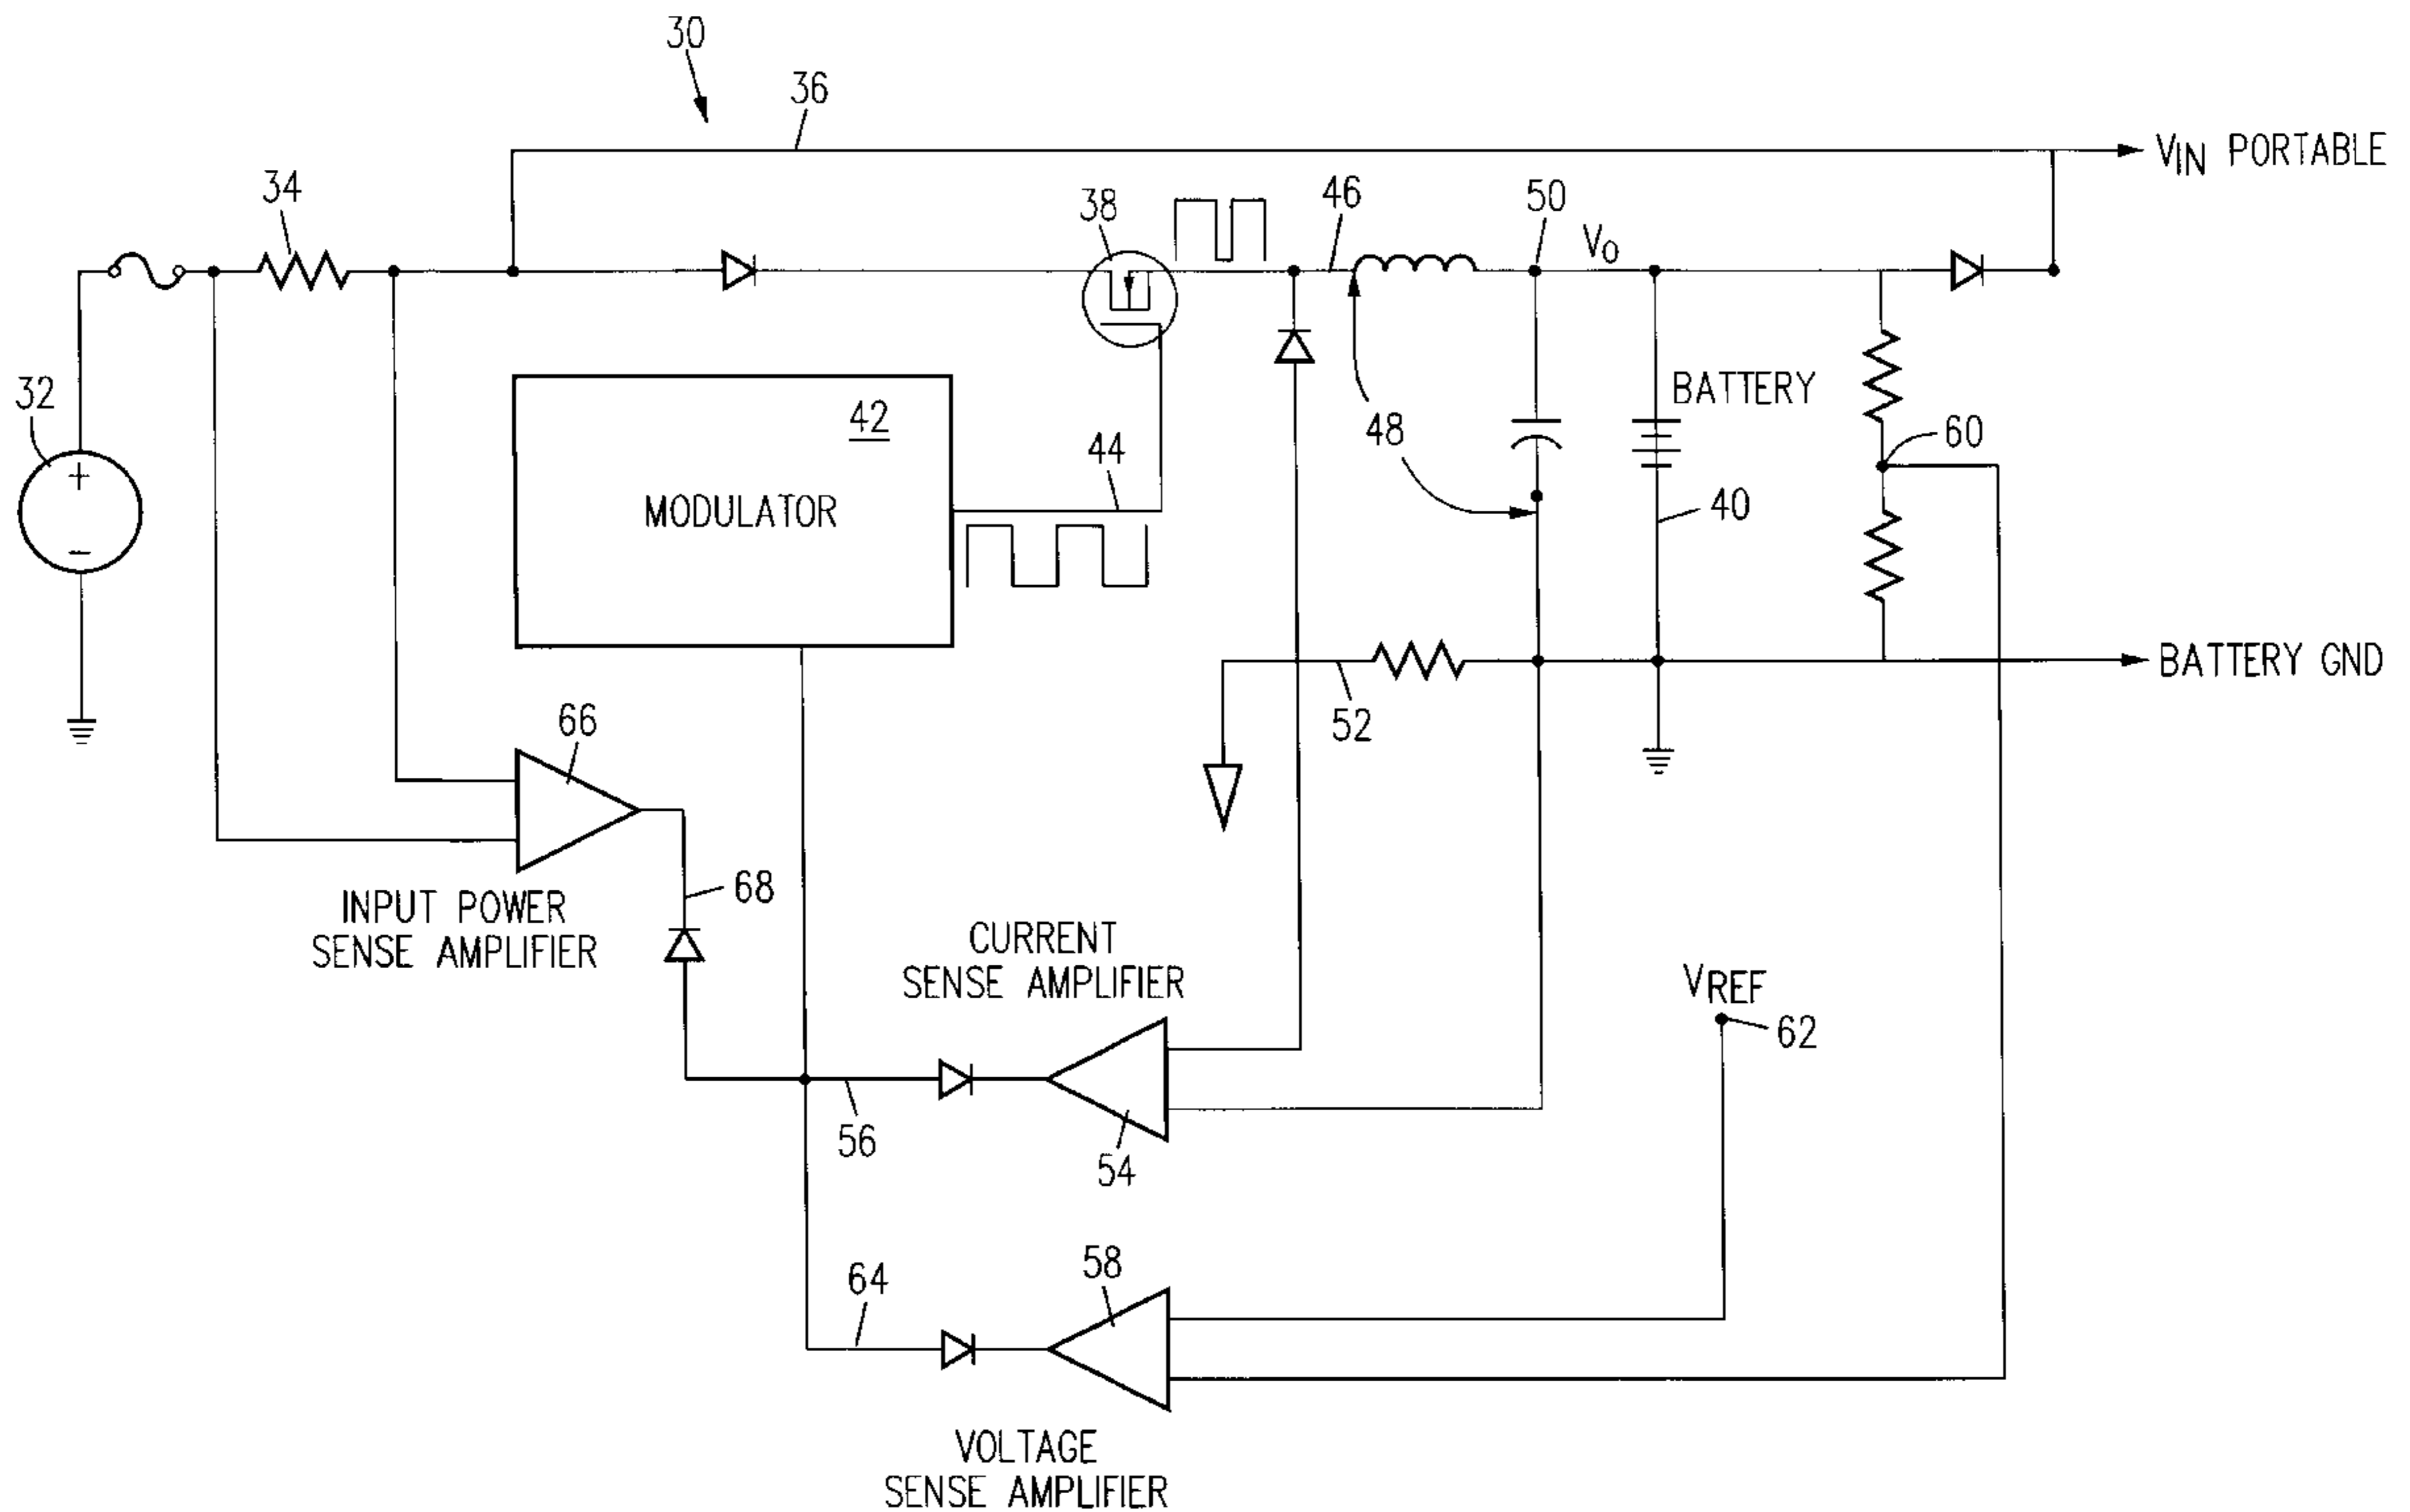 30
36
VIN PORTABLE
34
38
46
50
VO
32
42
BATTERY
48
60
44
MODULATOR
40
+
−
BATTERY GND
66
52
68
INPUT POWER
SENSE AMPLIFIER
CURRENT
SENSE AMPLIFIER
VREF
62
56
54
58
64
VOLTAGE
SENSE AMPLIFIER